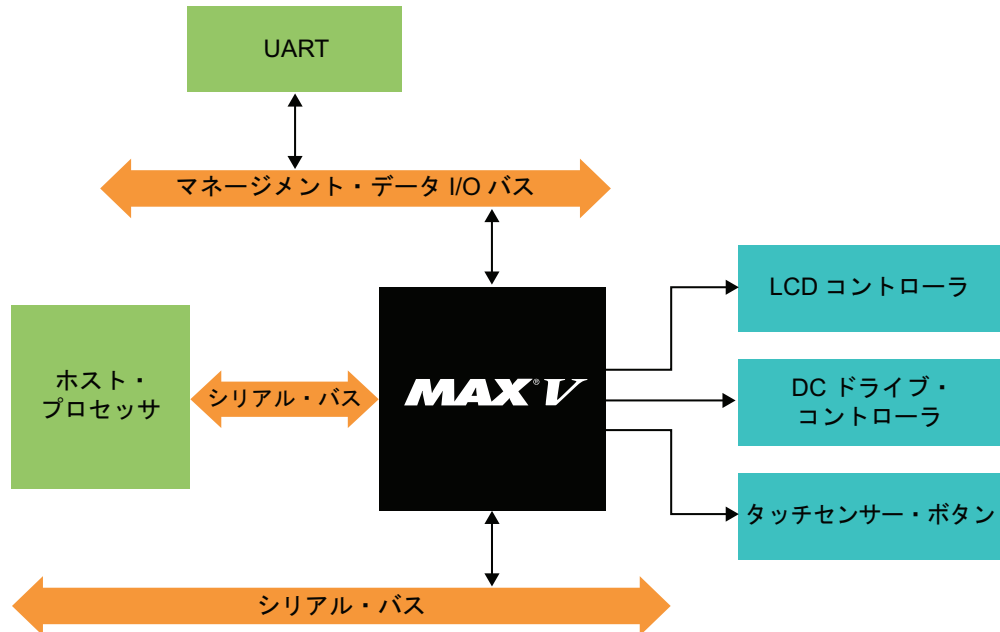 UART
マネージメント・データ I/O バス
LCD コントローラ
ホスト・
プロセッサ
シリアル・バス
MAX® V
DC ドライブ・
コントローラ
タッチセンサー・ボタン
シリアル・バス